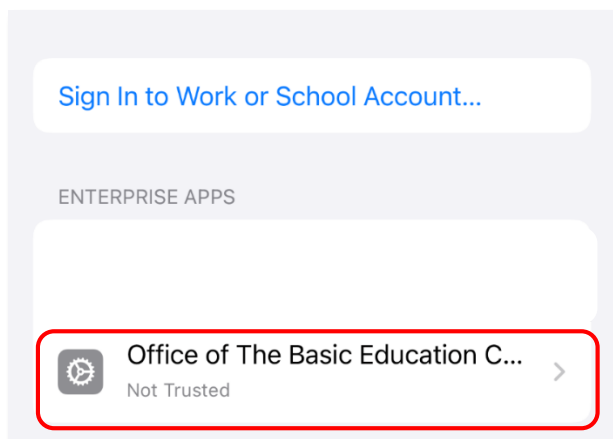 Sign In to Work or School Account...
ENTERPRISE APPS
Office of The Basic Education C...
Not Trusted